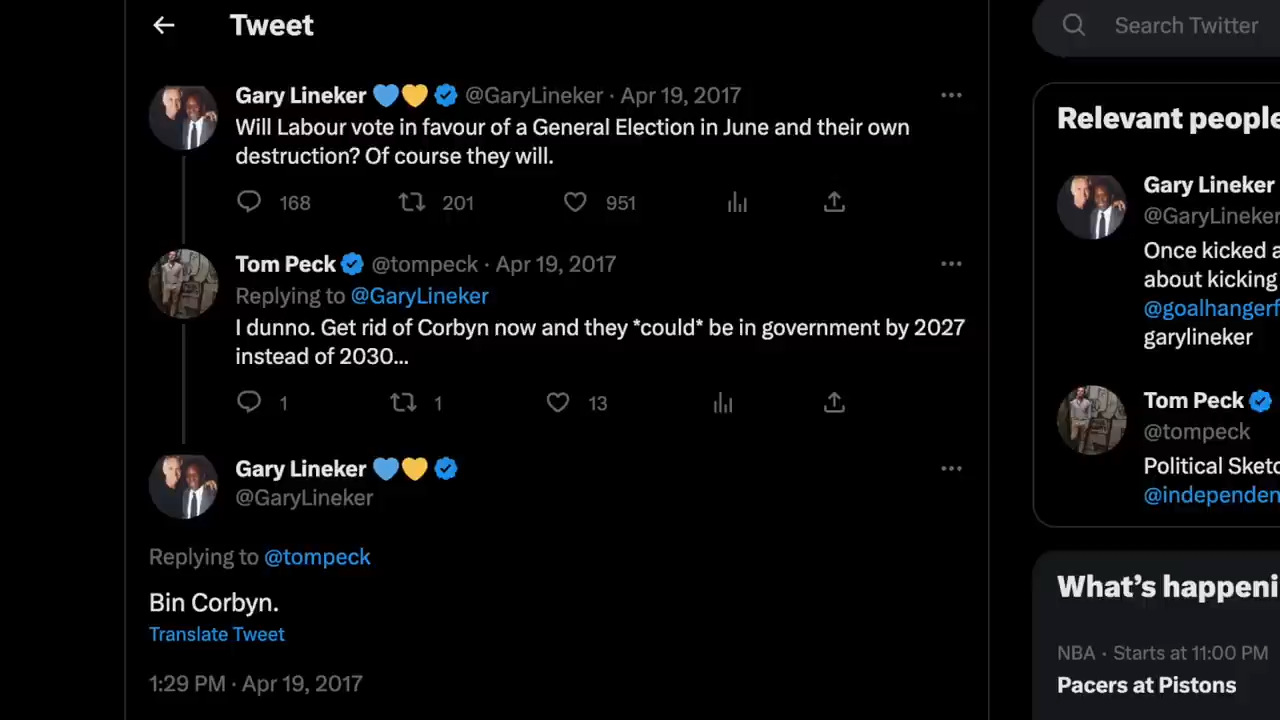 Tweet
Search Twitter
Gary Lineker 💙💛 @GaryLineker · Apr 19, 2017
Will Labour vote in favour of a General Election in June and their own
destruction? Of course they will.
168 201 951
Tom Peck @tompeck · Apr 19, 2017
Replying to @GaryLineker
I dunno. Get rid of Corbyn now and they *could* be in government by 2027
instead of 2030...
1 1 13
Gary Lineker 💙💛
@GaryLineker
Replying to @tompeck
Bin Corbyn.
Translate Tweet
1:29 PM · Apr 19, 2017
Relevant people
Gary Lineker
@GaryLineker
Once kicked a
about kicking
@goalhangerf
garylineker
Tom Peck
@tompeck
Political Sketc
@independen
What's happeni
NBA · Starts at 11:00 PM
Pacers at Pistons